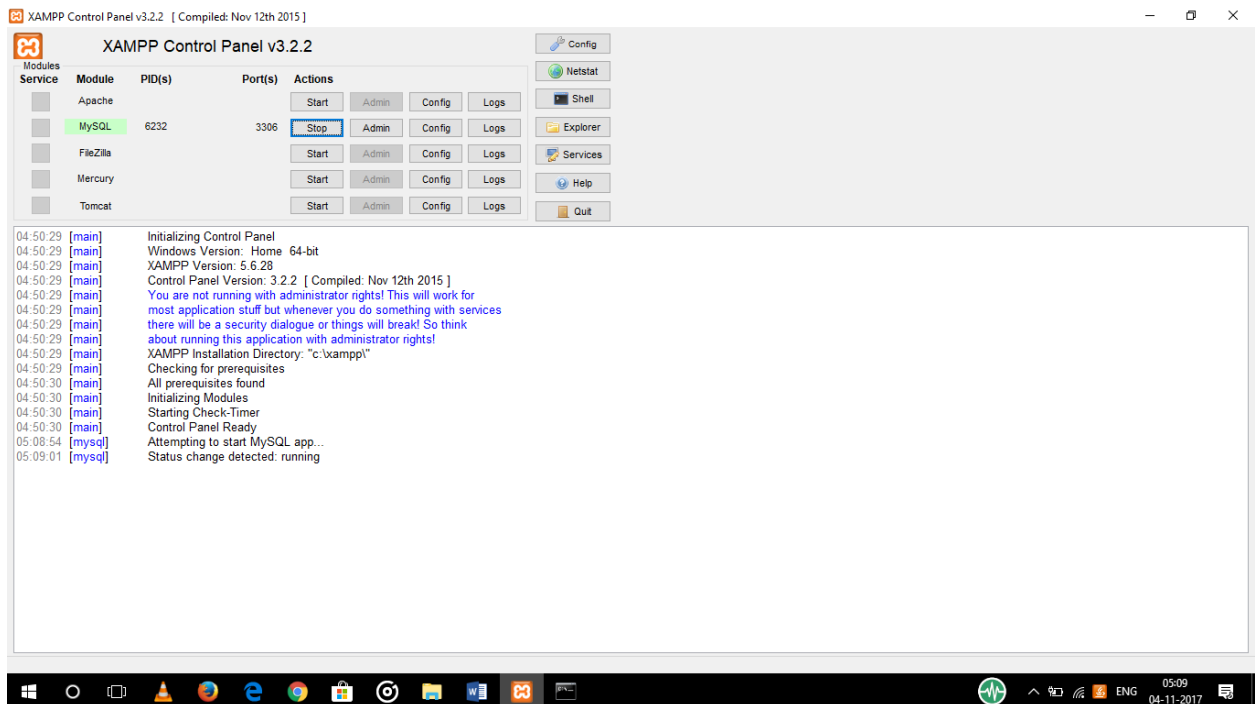 XAMPP Control Panel v3.2.2 [ Compiled: Nov 12th 2015 ]
XAMPP Control Panel v3.2.2
Modules
Service Module PID(s) Port(s) Actions
Apache Start Admin Config Logs
MySQL 6232 3306 Stop Admin Config Logs
FileZilla Start Admin Config Logs
Mercury Start Admin Config Logs
Tomcat Start Admin Config Logs
Config
Netstat
Shell
Explorer
Services
Help
Quit
04:50:29 [main] Initializing Control Panel
04:50:29 [main] Windows Version: Home 64-bit
04:50:29 [main] XAMPP Version: 5.6.28
04:50:29 [main] Control Panel Version: 3.2.2 [ Compiled: Nov 12th 2015 ]
04:50:29 [main] You are not running with administrator rights! This will work for
04:50:29 [main] most application stuff but whenever you do something with services
04:50:29 [main] there will be a security dialogue or things will break! So think
04:50:29 [main] about running this application with administrator rights!
04:50:29 [main] XAMPP Installation Directory: "c:\xampp\"
04:50:29 [main] Checking for prerequisites
04:50:30 [main] All prerequisites found
04:50:30 [main] Initializing Modules
04:50:30 [main] Starting Check-Timer
04:50:30 [main] Control Panel Ready
05:08:54 [mysql] Attempting to start MySQL app...
05:09:01 [mysql] Status change detected: running
ENG
05:09
04-11-2017